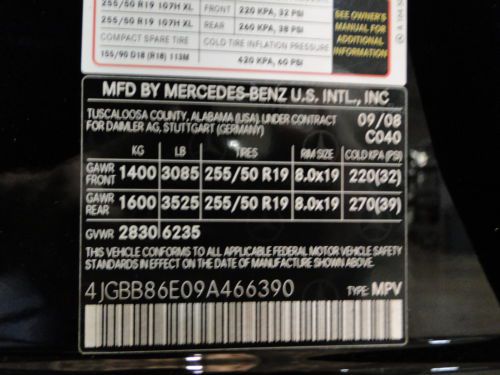 255/50 R19 107H XL FRONT 220 KPA, 32 PSI
255/50 R19 107H XL REAR 260 KPA, 38 PSI
COMPACT SPARE TIRE COLD TIRE INFLATION PRESSURE
155/90 D18 (R18) 113M 420 KPA, 60 PSI
SEE OWNER'S
MANUAL FOR
ADDITIONAL
INFORMATION
MFD BY MERCEDES-BENZ U.S. INTL., INC
TUSCALOOSA COUNTY, ALABAMA (USA), UNDER CONTRACT 09/08
FOR DAIMLER AG, STUTTGART (GERMANY) C040
KG LB TIRES RIM SIZE COLD KPA (PSI)
GAWR FRONT 1400 3085 255/50 R19 8.0x19 220(32)
GAWR REAR 1600 3525 255/50 R19 8.0x19 270(39)
GVWR 2830 6235
THIS VEHICLE CONFORMS TO ALL APPLICABLE FEDERAL MOTOR VEHICLE SAFETY
STANDARDS IN EFFECT ON THE DATE OF MANUFACTURE SHOWN ABOVE.
4JGBB86E09A466390 TYPE: MPV